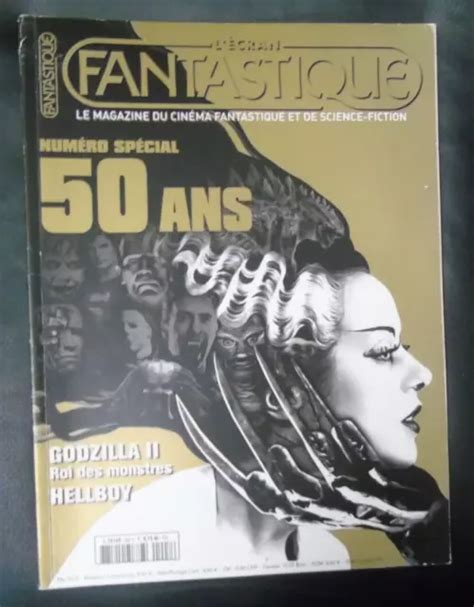 FANTASTIQUE
L'ÉCRAN
FANTASTIQUE
LE MAGAZINE DU CINÉMA FANTASTIQUE ET DE SCIENCE-FICTION
NUMÉRO SPÉCIAL
50 ANS
GODZILLA II
Roi des monstres
HELLBOY